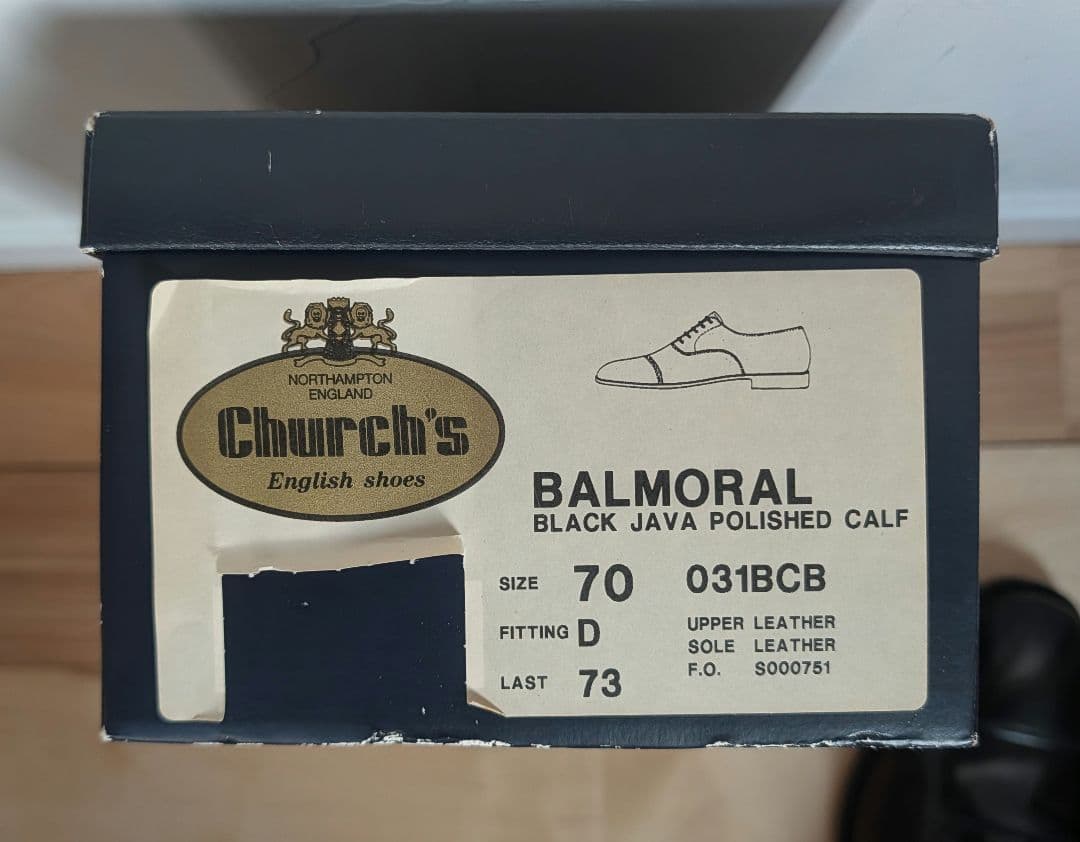 NORTHAMPTON
ENGLAND
Church's
English shoes
BALMORAL
BLACK JAVA POLISHED CALF
SIZE 70 031BCB
FITTING D
LAST 73
UPPER LEATHER
SOLE LEATHER
F.O. S000751